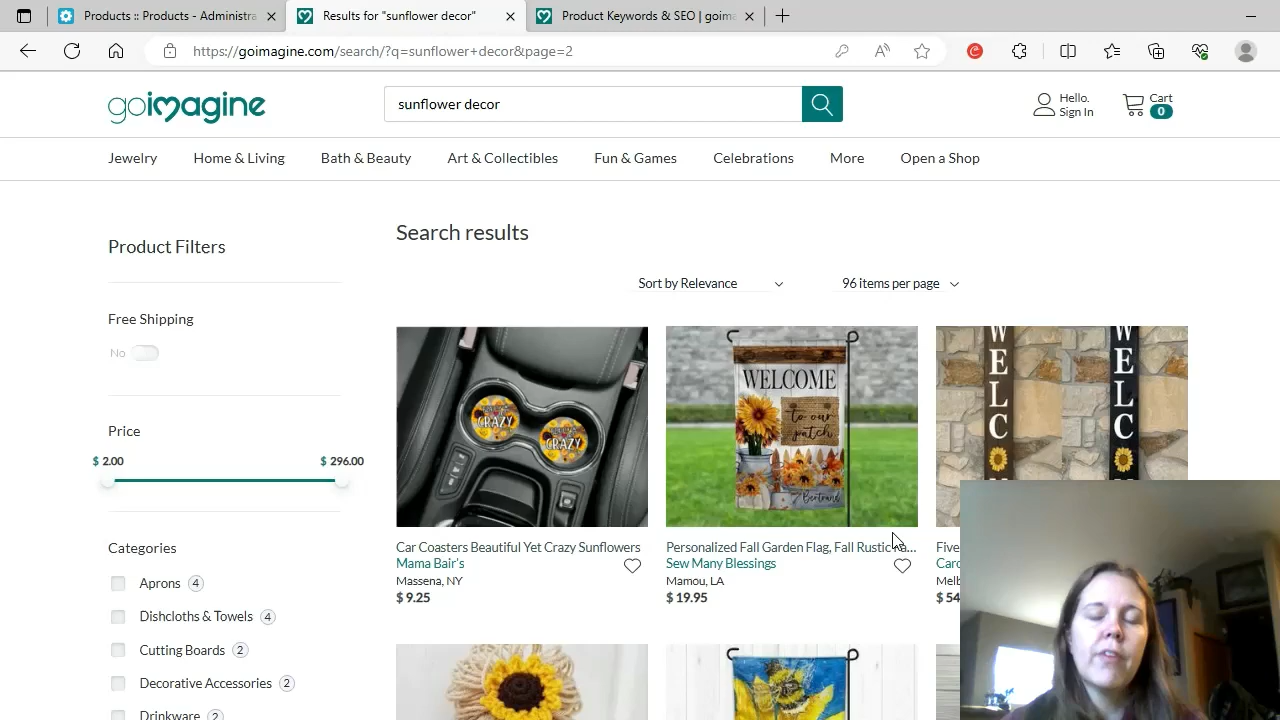 Products :: Products - Administra
Results for "sunflower decor"
Product Keywords & SEO | goima
https://goimagine.com/search/?q=sunflower+decor&page=2
goimagine
sunflower decor
Hello.
Sign In
Cart
0
Jewelry
Home & Living
Bath & Beauty
Art & Collectibles
Fun & Games
Celebrations
More
Open a Shop
Search results
Product Filters
Sort by Relevance
96 items per page
Free Shipping
No
Price
$ 2.00
$ 296.00
Categories
Aprons 4
Dishcloths & Towels 4
Cutting Boards 2
Decorative Accessories 2
Drinkware 2
CRAZY
CRAZY
WELCOME
to our
patch
Bertrand
WELC
WELC
Car Coasters Beautiful Yet Crazy Sunflowers
Mama Bair's
Massena, NY
$ 9.25
Personalized Fall Garden Flag, Fall Rustic
Sew Many Blessings
Mamou, LA
$ 19.95
Five
Caro
Melb
$ 54